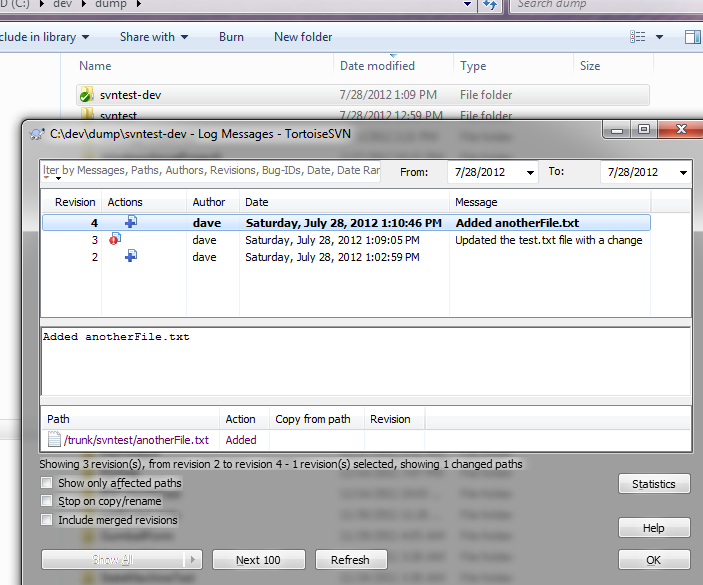 D (C:) dev dump Search dump
clude in library Share with Burn New folder
Name Date modified Type Size
svntest-dev 7/28/2012 1:09 PM File folder
svntest 7/28/2012 12:59 PM File folder
C:\dev\dump\svntest-dev - Log Messages - TortoiseSVN
lter by Messages, Paths, Authors, Revisions, Bug-IDs, Date, Date Ran From: 7/28/2012 To: 7/28/2012
Revision Actions Author Date Message
4 dave Saturday, July 28, 2012 1:10:46 PM Added anotherFile.txt
3 dave Saturday, July 28, 2012 1:09:05 PM Updated the test.txt file with a change
2 dave Saturday, July 28, 2012 1:02:59 PM
Added anotherFile.txt
Path Action Copy from path Revision
/trunk/svntest/anotherFile.txt Added
Showing 3 revision(s), from revision 2 to revision 4 - 1 revision(s) selected, showing 1 changed paths
Show only affected paths
Statistics
Stop on copy/rename
Include merged revisions
Help
Show All Next 100 Refresh OK